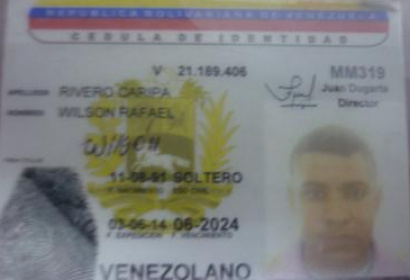 REPUBLICA BOLIVARIANA DE VENEZUELA
CEDULA DE IDENTIDAD
V 21.189.406 MM319
Juan Dugarte
Director
APELLIDOS RIVERO CARIPA
NOMBRES WILSON RAFAEL
Wilson
11-08-91 SOLTERO
F. NACIMIENTO EDO CIVIL
03-06-14 06-2024
F. EXPEDICION F. VENCIMIENTO
VENEZOLANO